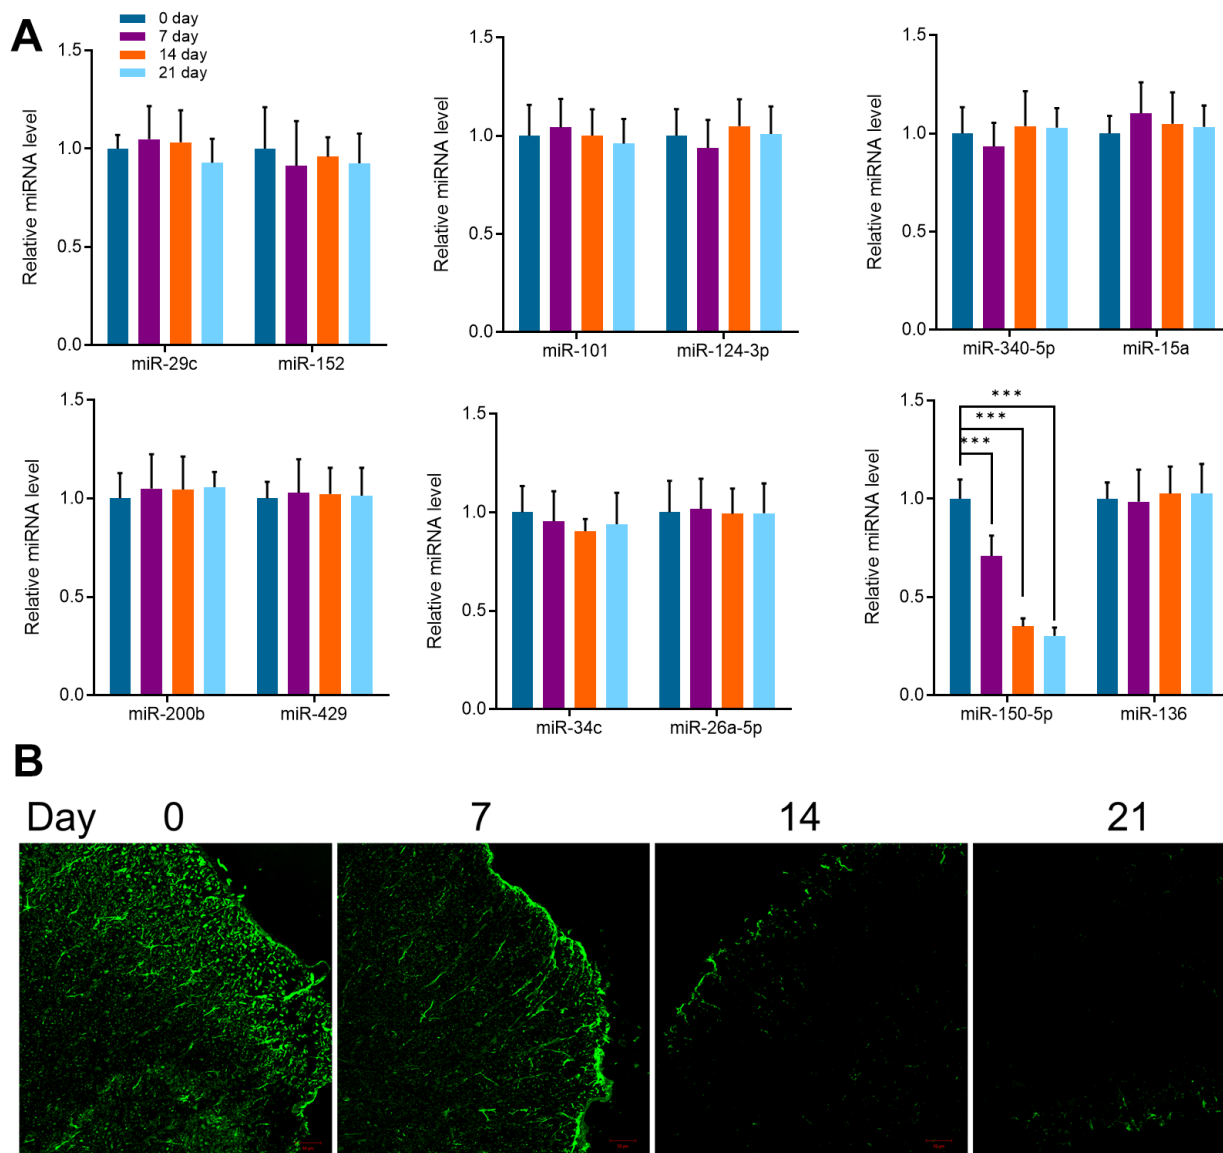 A
0 day
7 day
14 day
21 day
Relative miRNA level
1.5
1.0
0.5
0.0
miR-29c
miR-152
Relative miRNA level
1.5
1.0
0.5
0.0
miR-101
miR-124-3p
Relative miRNA level
1.5
1.0
0.5
0.0
miR-340-5p
miR-15a
Relative miRNA level
1.5
1.0
0.5
0.0
miR-200b
miR-429
Relative miRNA level
1.5
1.0
0.5
0.0
miR-34c
miR-26a-5p
Relative miRNA level
1.5
1.0
0.5
0.0
***
***
***
miR-150-5p
miR-136
B
Day 0 7 14 21